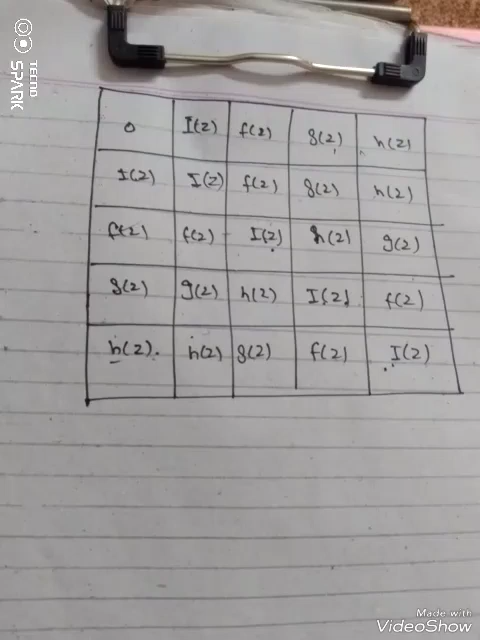 TECNO
SPARK
o I(z) f(z) g(z) h(z)
I(z) I(z) f(z) g(z) h(z)
f(z) f(z) I(z) h(z) g(z)
g(z) g(z) h(z) I(z) f(z)
h(z). h(z) g(z) f(z) I(z)
Made with
VideoShow